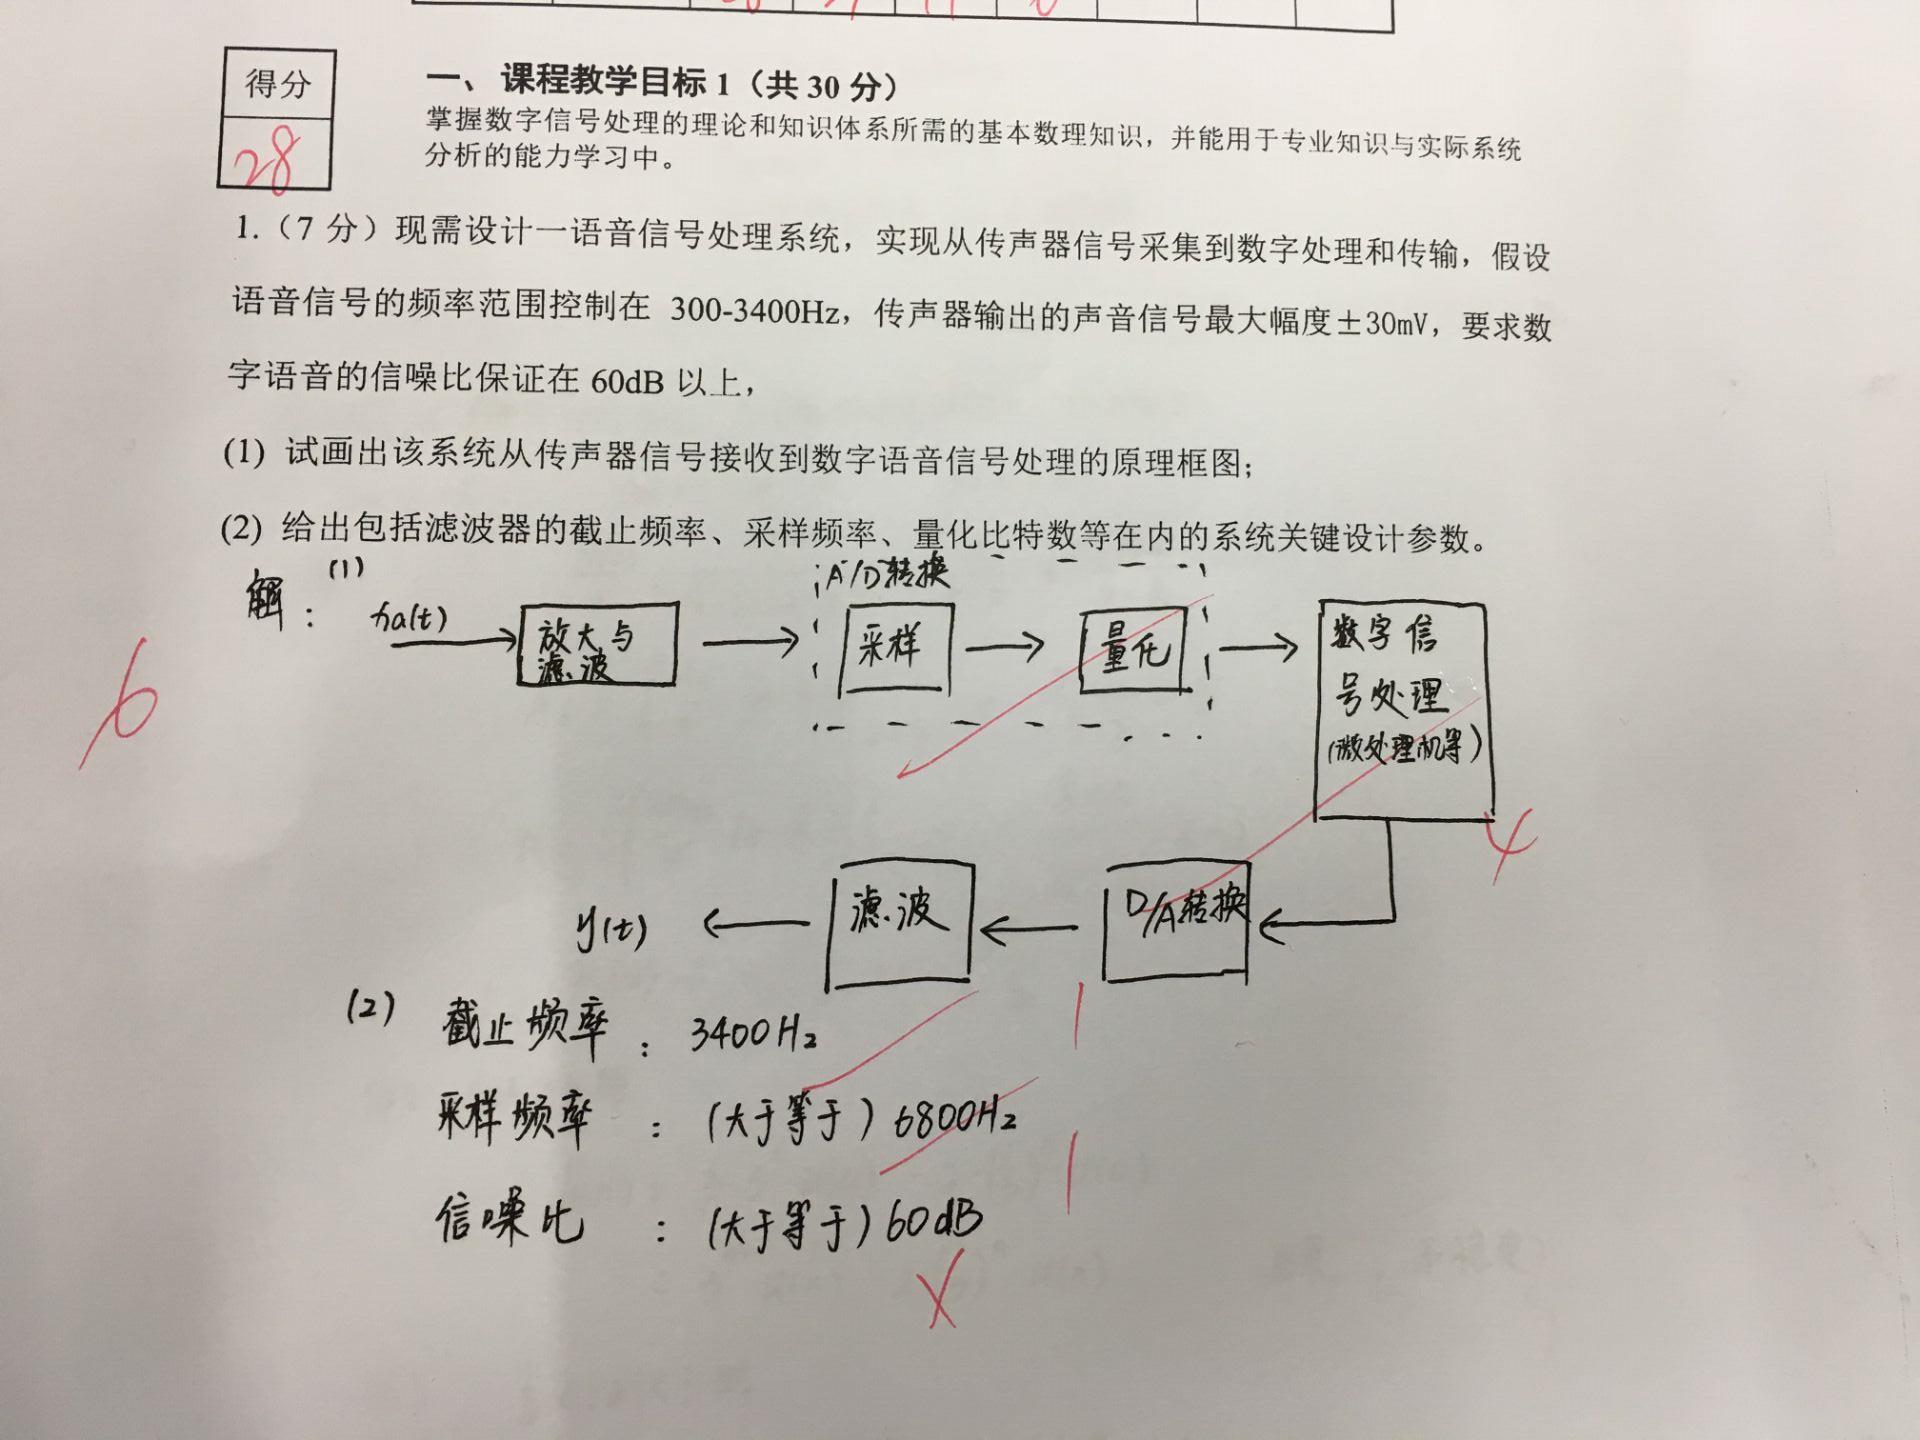 得分
28
一、课程教学目标 1（共 30 分）
掌握数字信号处理的理论和知识体系所需的基本数理知识，并能用于专业知识与实际系统
分析的能力学习中。
1.（7 分）现需设计一语音信号处理系统，实现从传声器信号采集到数字处理和传输，假设
语音信号的频率范围控制在 300-3400Hz，传声器输出的声音信号最大幅度±30mV，要求数
字语音的信噪比保证在 60dB 以上，
(1) 试画出该系统从传声器信号接收到数字语音信号处理的原理框图；
(2) 给出包括滤波器的截止频率、采样频率、量化比特数等在内的系统关键设计参数。
解： (1)
A/D转换
xa(t)
放大与
滤波
采样
量化
数字信
号处理
(微处理机等)
6
4
y(t)
滤波
D/A转换
(2) 截止频率： 3400Hz
1
采样频率： (大于等于) 6800Hz
1
信噪比： (大于等于) 60dB